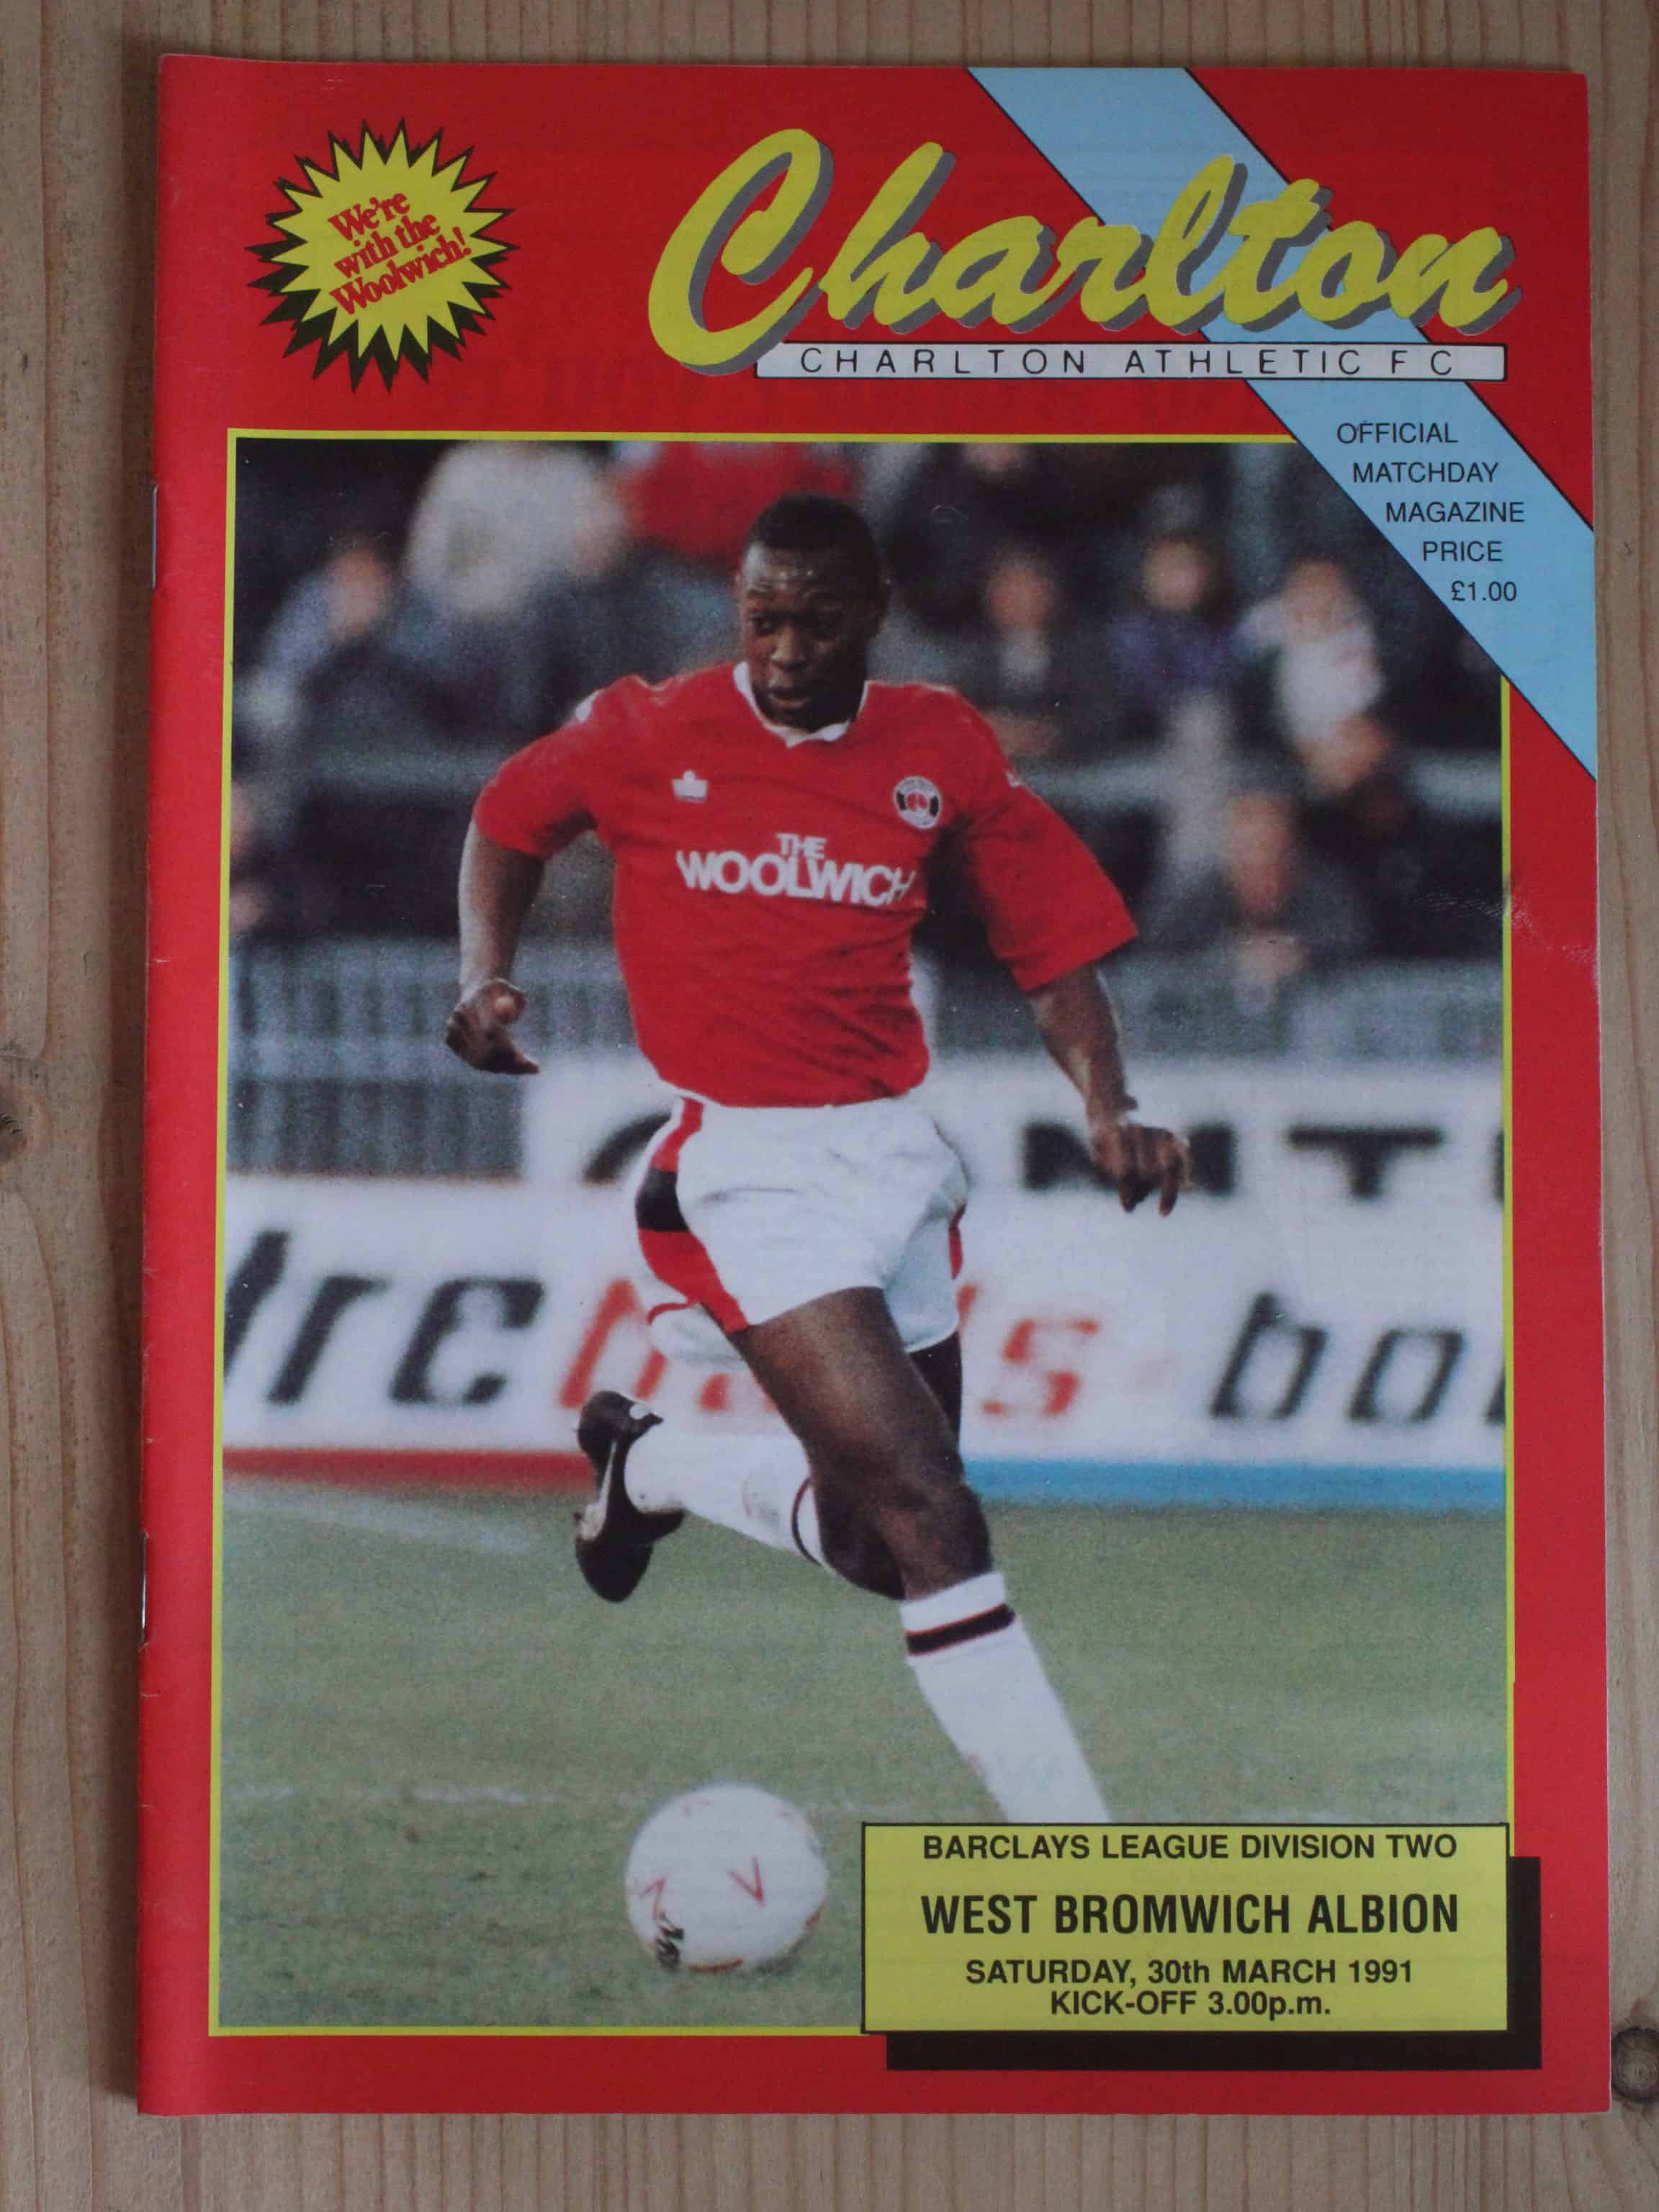 We're
with the
Woolwich!
Charlton
CHARLTON ATHLETIC FC
OFFICIAL
MATCHDAY
MAGAZINE
PRICE
£1.00
THE
WOOLWICH
BARCLAYS LEAGUE DIVISION TWO
WEST BROMWICH ALBION
SATURDAY, 30th MARCH 1991
KICK-OFF 3.00p.m.